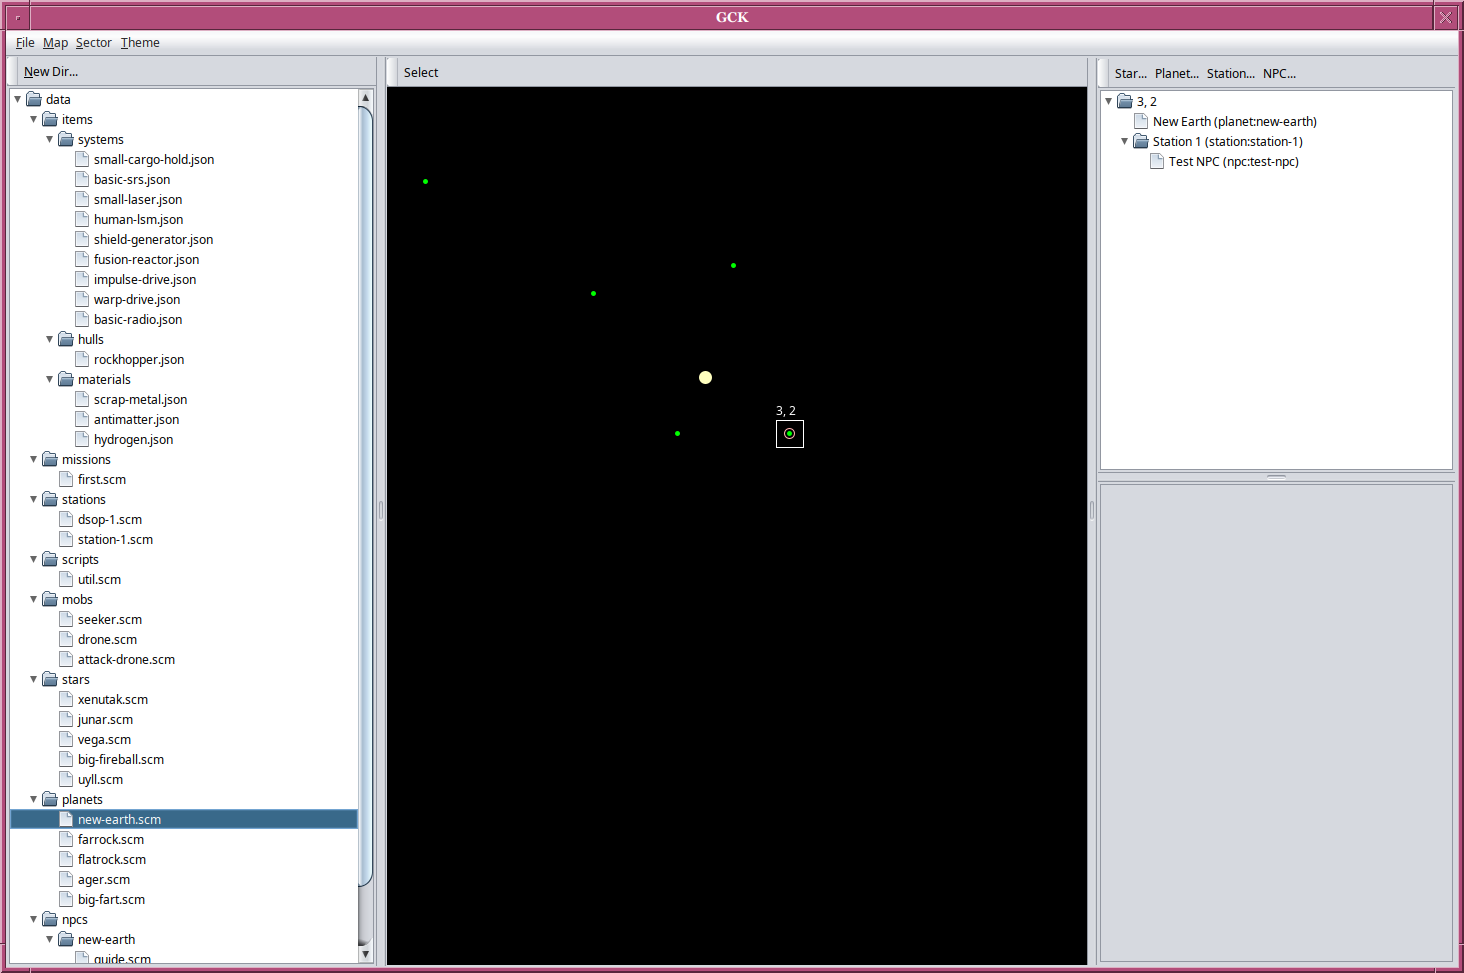 GCK
File Map Sector Theme
New Dir...
data
items
systems
small-cargo-hold.json
basic-srs.json
small-laser.json
human-lsm.json
shield-generator.json
fusion-reactor.json
impulse-drive.json
warp-drive.json
basic-radio.json
hulls
rockhopper.json
materials
scrap-metal.json
antimatter.json
hydrogen.json
missions
first.scm
stations
dsop-1.scm
station-1.scm
scripts
util.scm
mobs
seeker.scm
drone.scm
attack-drone.scm
stars
xenutak.scm
junar.scm
vega.scm
big-fireball.scm
uyll.scm
planets
new-earth.scm
farrock.scm
flatrock.scm
ager.scm
big-fart.scm
npcs
new-earth
guide.scm
Select
3, 2
Star... Planet... Station... NPC...
3, 2
New Earth (planet:new-earth)
Station 1 (station:station-1)
Test NPC (npc:test-npc)